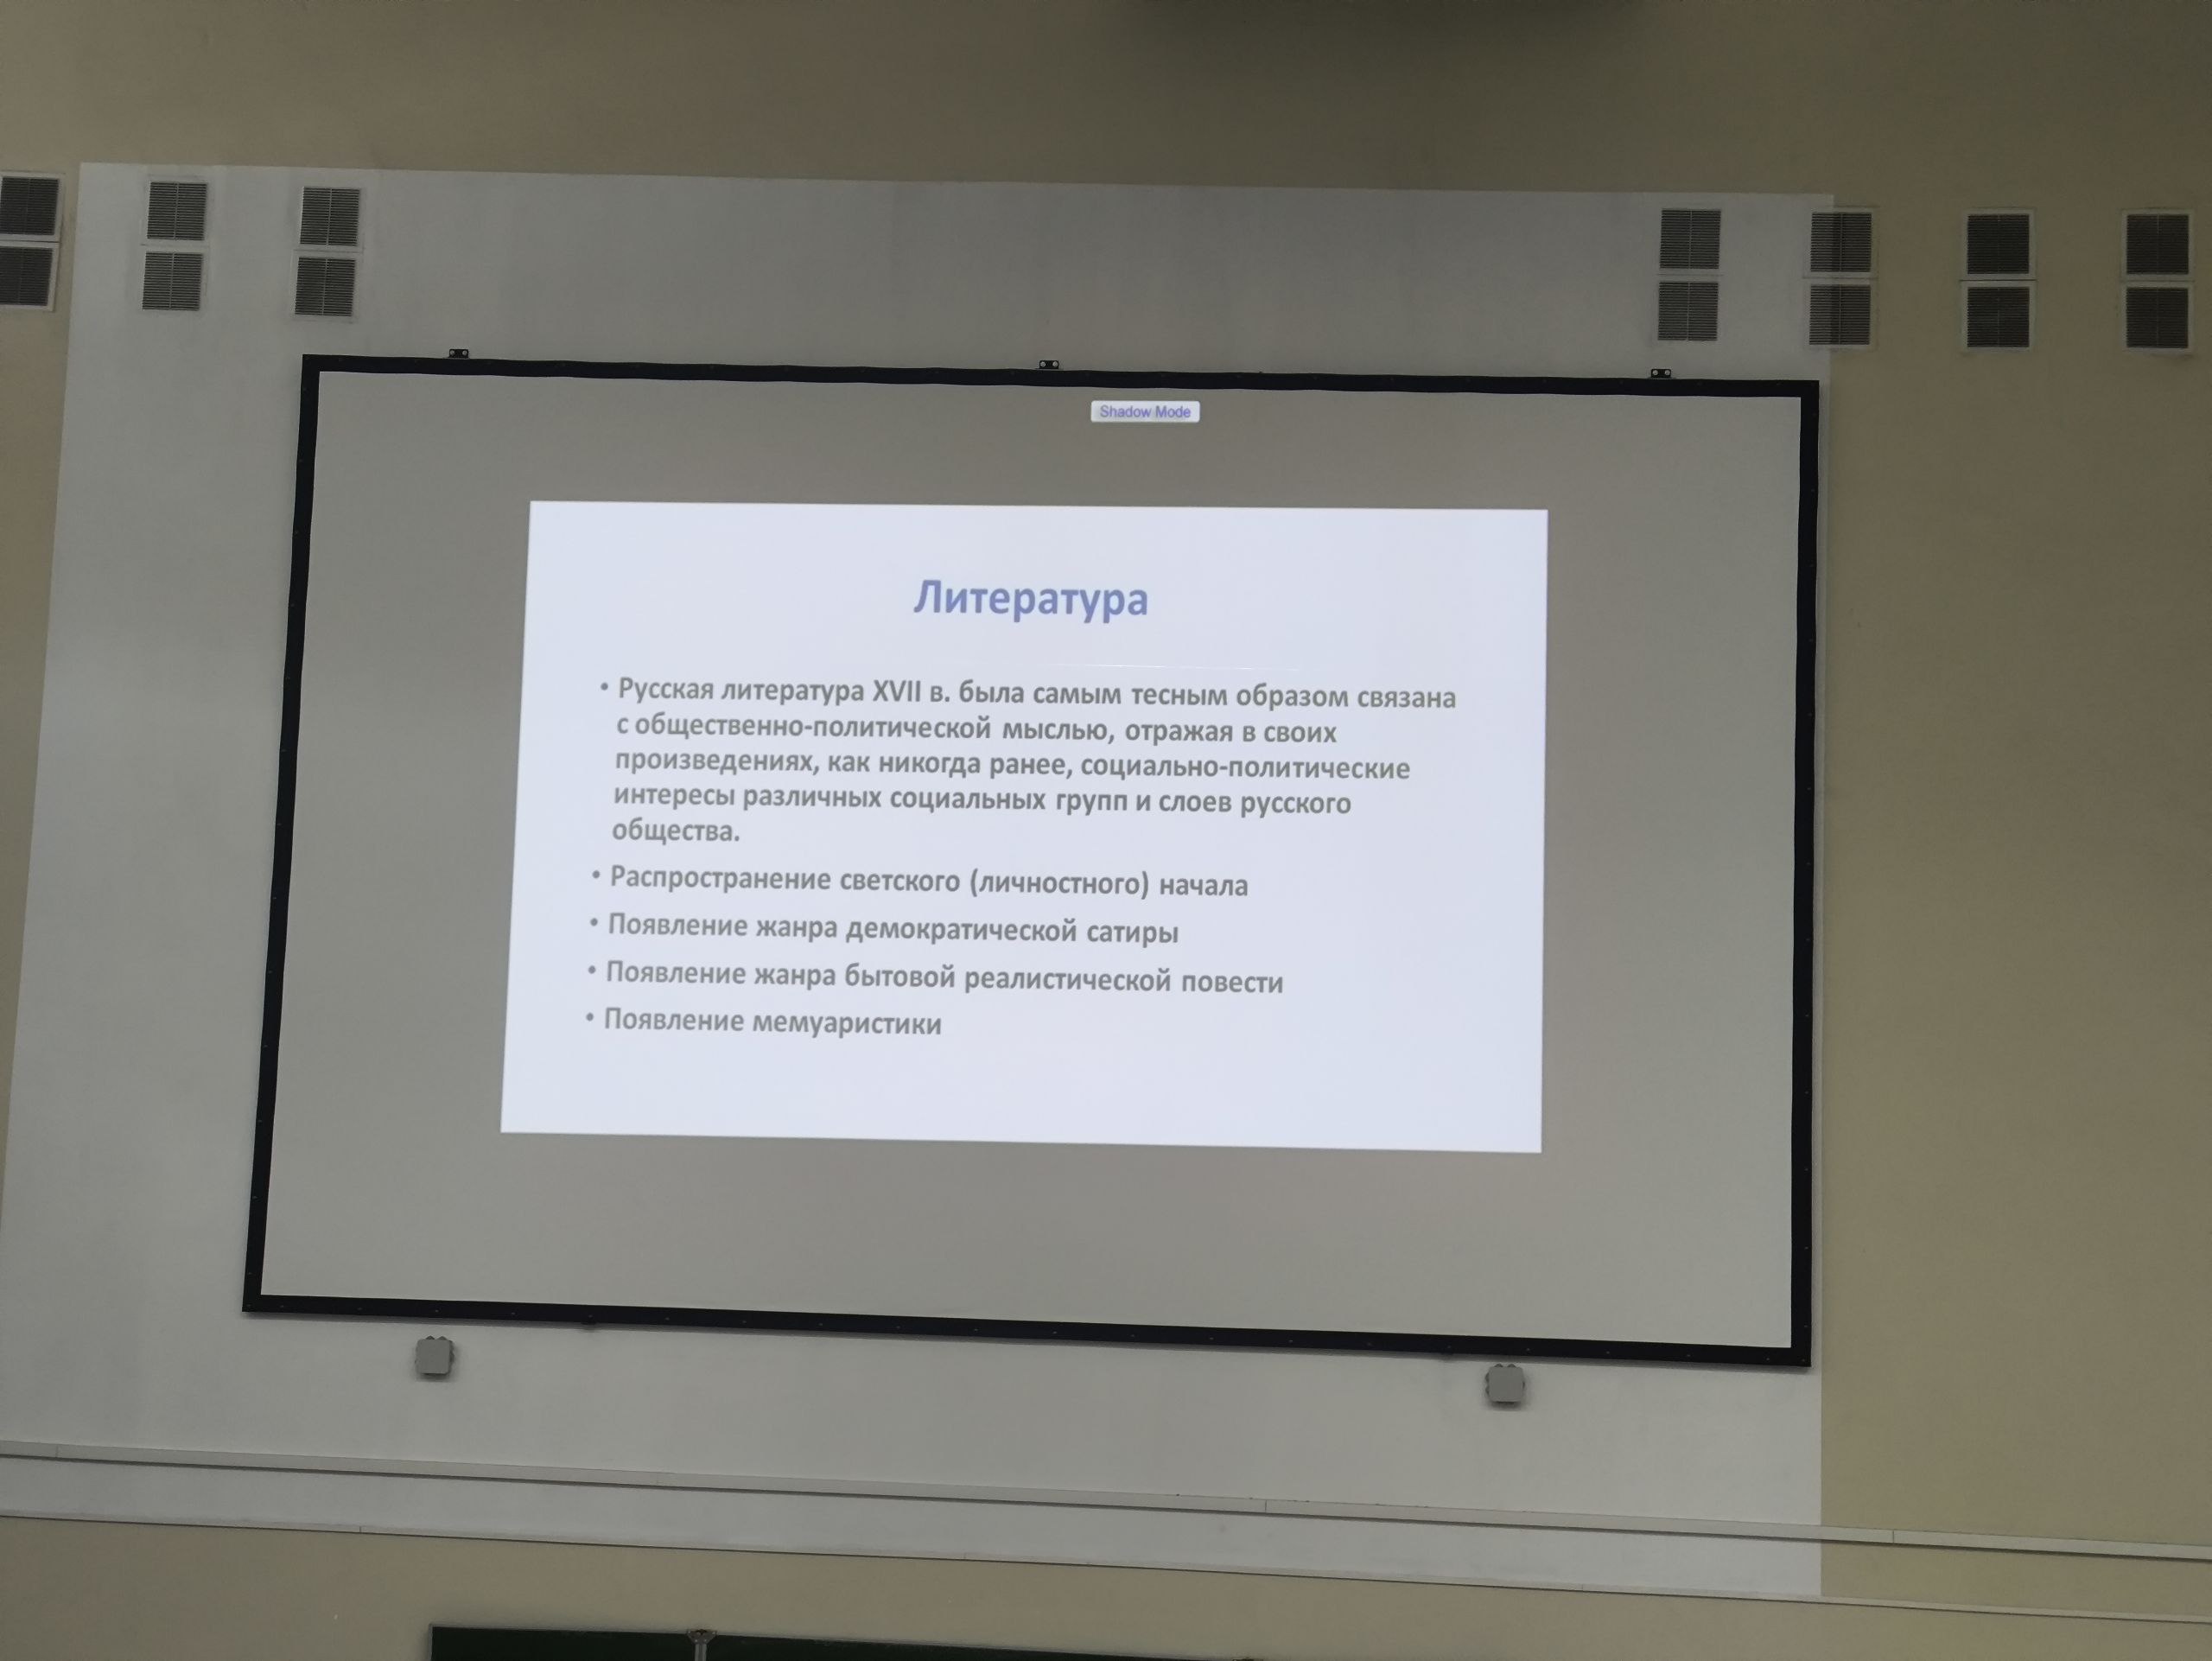 Shadow Mode
Литература
• Русская литература XVII в. была самым тесным образом связана
с общественно-политической мыслью, отражая в своих
произведениях, как никогда ранее, социально-политические
интересы различных социальных групп и слоев русского
общества.
• Распространение светского (личностного) начала
• Появление жанра демократической сатиры
• Появление жанра бытовой реалистической повести
• Появление мемуаристики